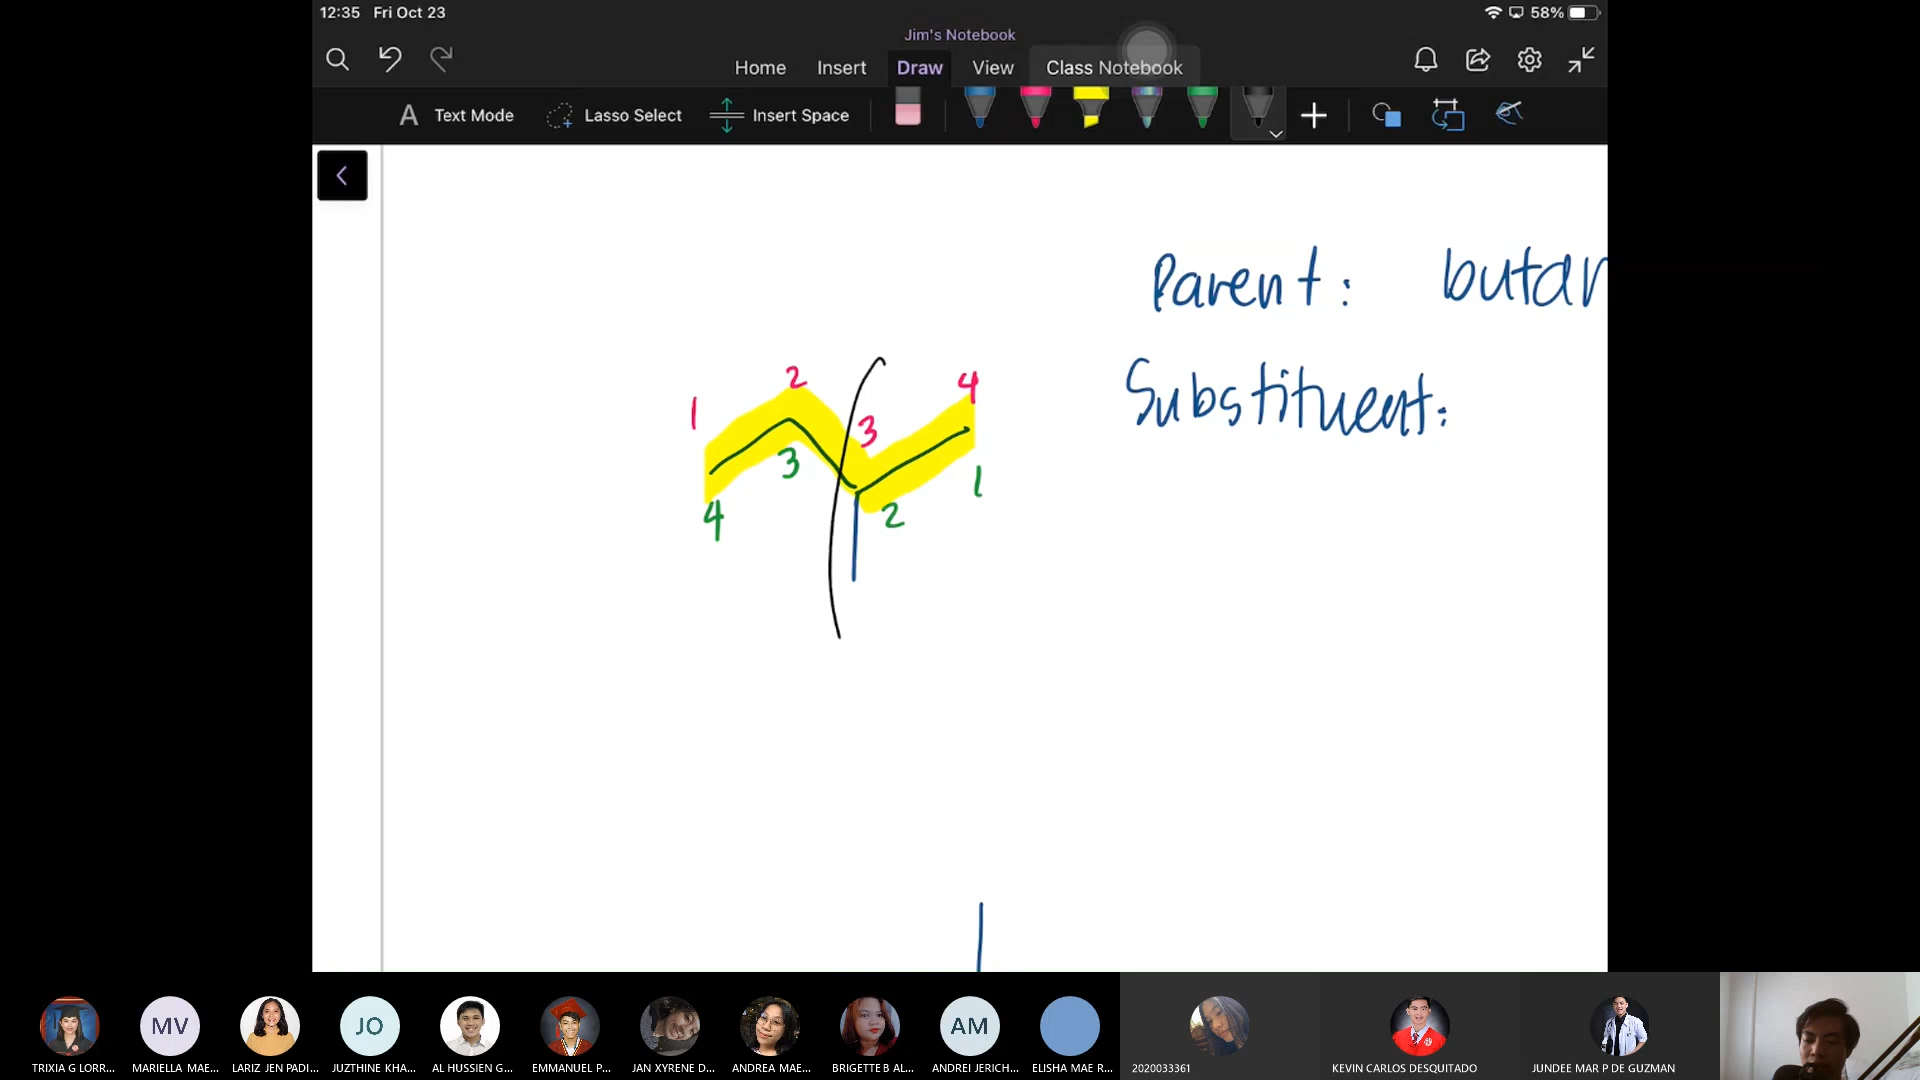 12:35 Fri Oct 23
58%
Jim's Notebook
Home Insert Draw View Class Notebook
A Text Mode Lasso Select Insert Space
Parent: butan
Substituent:
1 2 3 4
4 3 2 1
MV JO AM
TRIXIA G LORR... MARIELLA MAE... LARIZ JEN PADI... JUZTHINE KHA... AL HUSSIEN G... EMMANUEL P... JAN XYRENE D... ANDREA MAE... BRIGETTE B AL... ANDREI JERICH... ELISHA MAE R... 2020033361 KEVIN CARLOS DESQUITADO JUNDEE MAR P DE GUZMAN